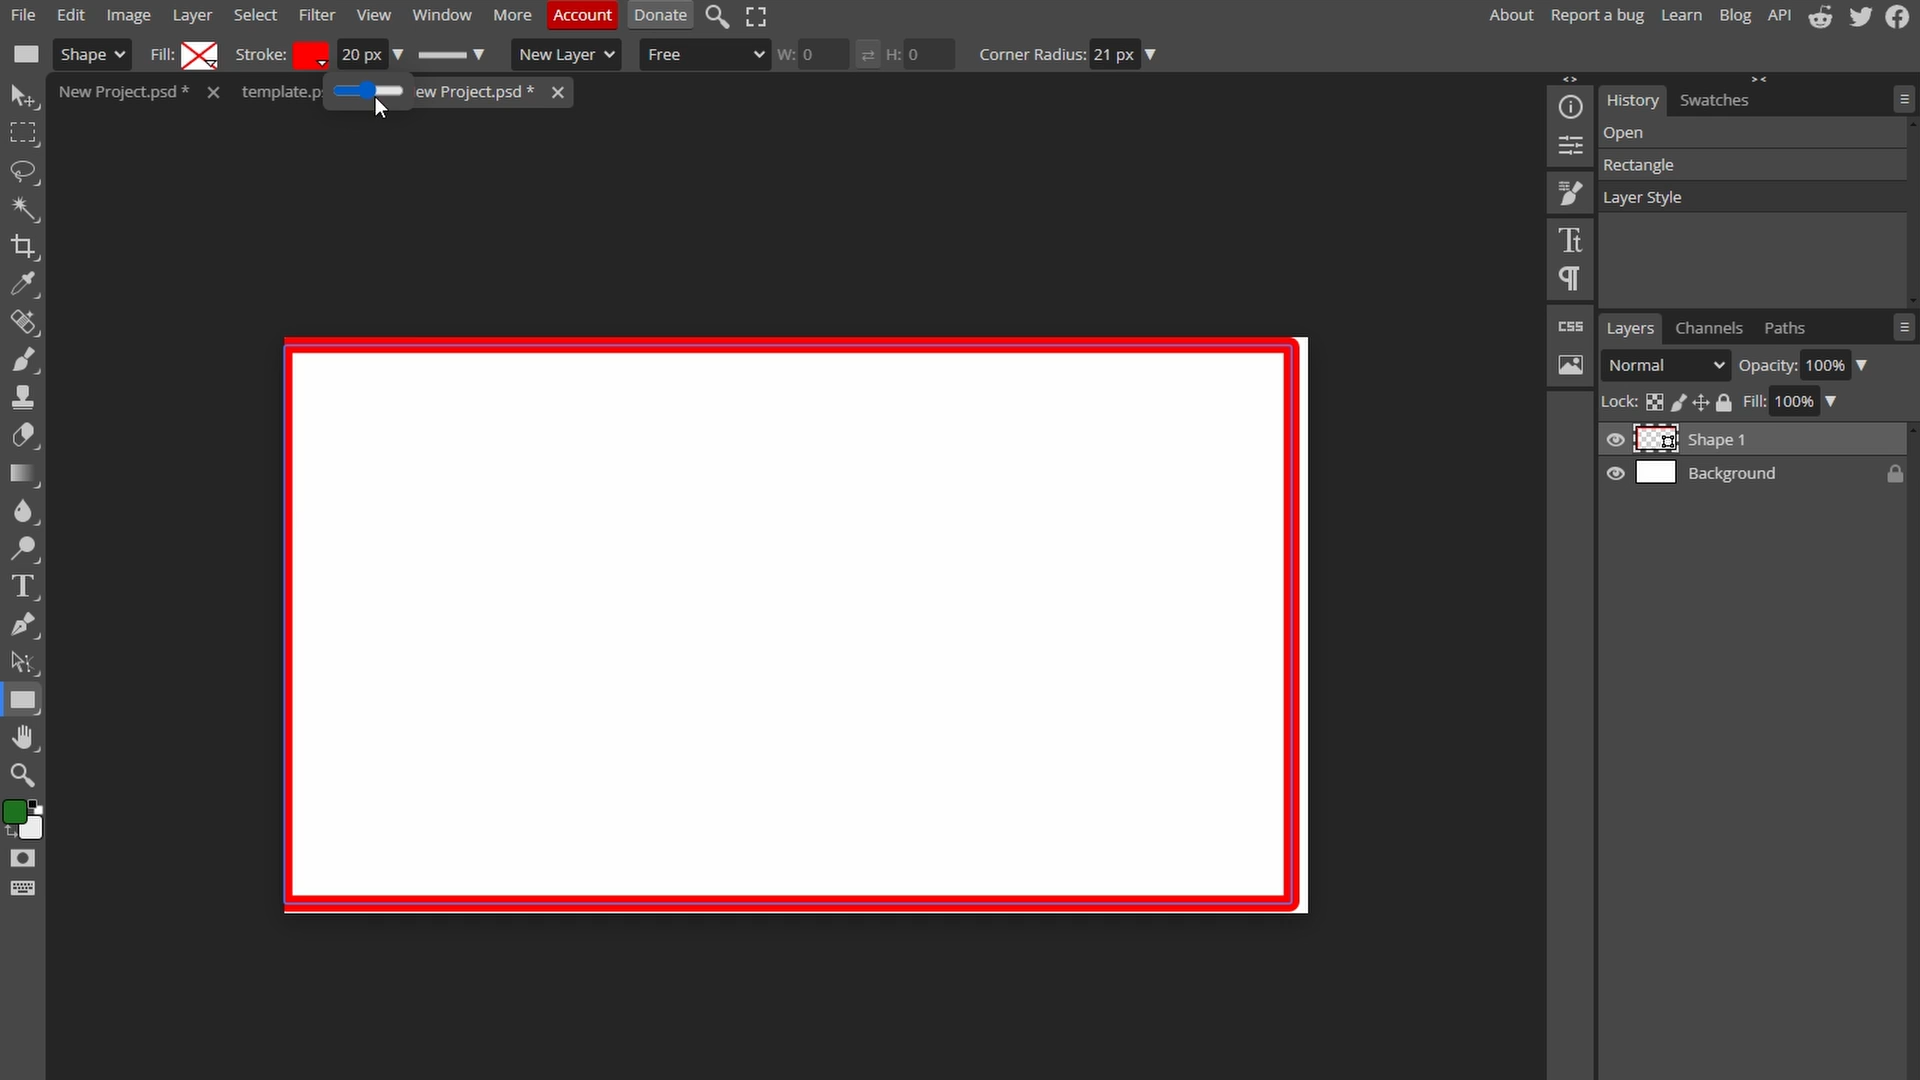 File Edit Image Layer Select Filter View Window More Account Donate About Report a bug Learn Blog API
Shape Fill: Stroke: 20 px New Layer Free W: 0 H: 0 Corner Radius: 21 px
New Project.psd * template.ps ew Project.psd *
History Swatches
Open
Rectangle
Layer Style
CSS
Layers Channels Paths
Normal Opacity: 100%
Lock: Fill: 100%
Shape 1
Background